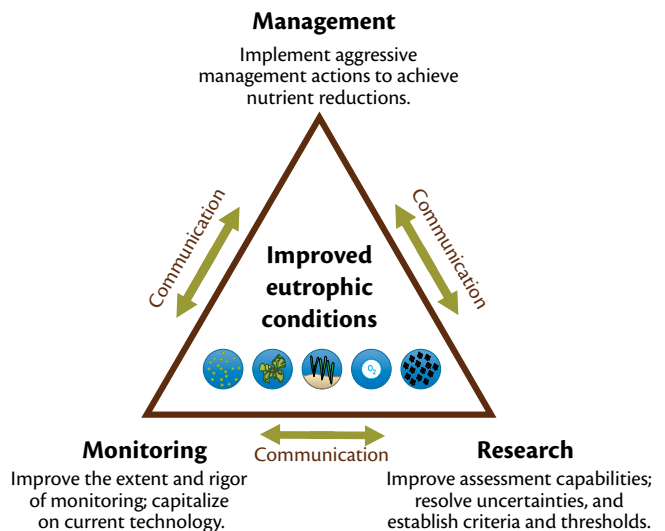 Management
Implement aggressive
management actions to achieve
nutrient reductions.
Communication
Communication
Improved
eutrophic
conditions
O2
Communication
Monitoring
Improve the extent and rigor
of monitoring; capitalize
on current technology.
Research
Improve assessment capabilities;
resolve uncertainties, and
establish criteria and thresholds.